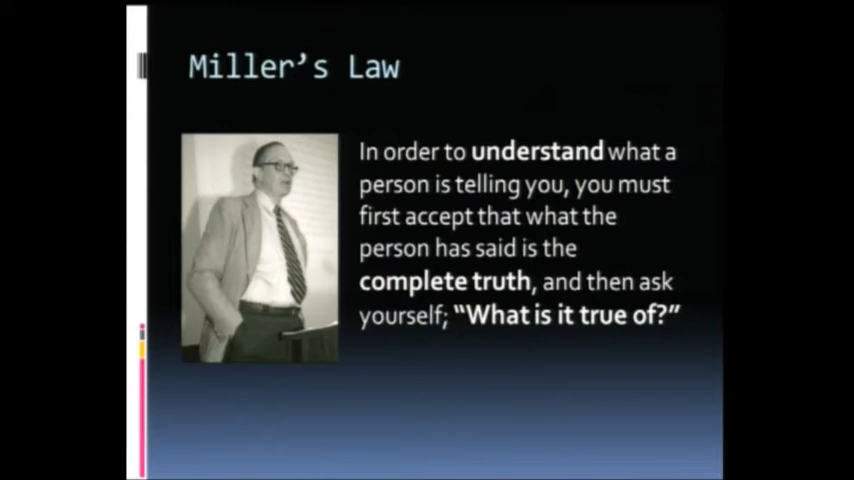 Miller's Law
In order to understand what a
person is telling you, you must
first accept that what the
person has said is the
complete truth, and then ask
yourself; "What is it true of?"